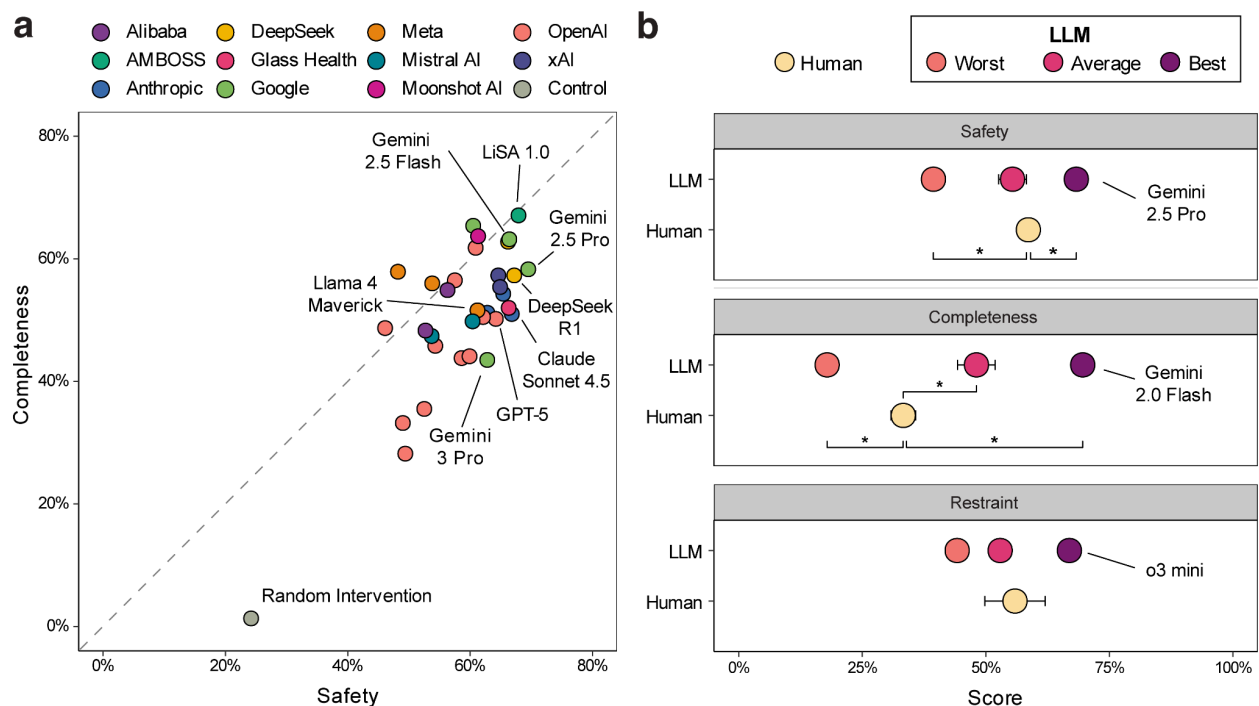 a
Alibaba
DeepSeek
Meta
OpenAI
AMBOSS
Glass Health
Mistral AI
xAI
Anthropic
Google
Moonshot AI
Control
80%
60%
40%
20%
0%
Completeness
Gemini
2.5 Flash
LiSA 1.0
Gemini
2.5 Pro
Llama 4
Maverick
DeepSeek
R1
Claude
Sonnet 4.5
GPT-5
Gemini
3 Pro
Random Intervention
0%
20%
40%
60%
80%
Safety
b
Human
LLM
Worst
Average
Best
Safety
LLM
Human
Gemini
2.5 Pro
*
*
Completeness
LLM
Human
Gemini
2.0 Flash
*
*
*
Restraint
LLM
Human
o3 mini
0%
25%
50%
75%
100%
Score